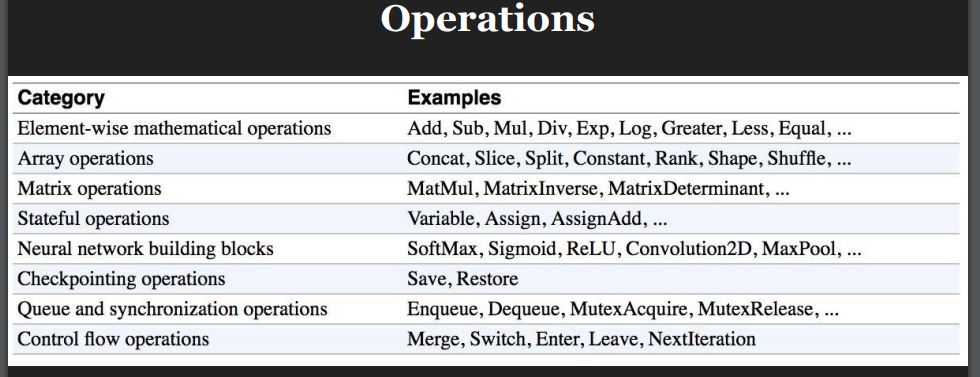 Operations
Category Examples
Element-wise mathematical operations Add, Sub, Mul, Div, Exp, Log, Greater, Less, Equal, ...
Array operations Concat, Slice, Split, Constant, Rank, Shape, Shuffle, ...
Matrix operations MatMul, MatrixInverse, MatrixDeterminant, ...
Stateful operations Variable, Assign, AssignAdd, ...
Neural network building blocks SoftMax, Sigmoid, ReLU, Convolution2D, MaxPool, ...
Checkpointing operations Save, Restore
Queue and synchronization operations Enqueue, Dequeue, MutexAcquire, MutexRelease, ...
Control flow operations Merge, Switch, Enter, Leave, NextIteration